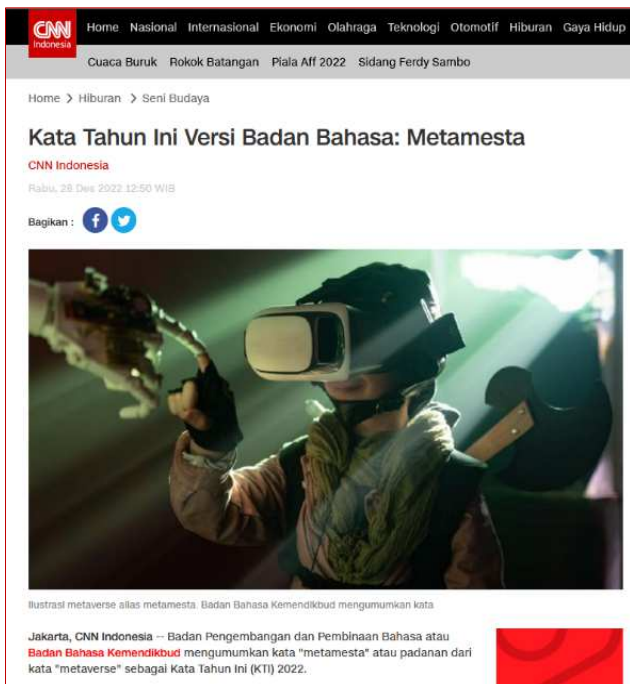 CNN
Indonesia
Home Nasional Internasional Ekonomi Olahraga Teknologi Otomotif Hiburan Gaya Hidup
Cuaca Buruk Rokok Batangan Piala Aff 2022 Sidang Ferdy Sambo
Home > Hiburan > Seni Budaya
Kata Tahun Ini Versi Badan Bahasa: Metamesta
CNN Indonesia
Rabu, 28 Des 2022 12:50 WIB
Bagikan :
Ilustrasi metaverse alias metamesta. Badan Bahasa Kemendikbud mengumumkan kata
Jakarta, CNN Indonesia -- Badan Pengembangan dan Pembinaan Bahasa atau
Badan Bahasa Kemendikbud mengumumkan kata "metamesta" atau padanan dari
kata "metaverse" sebagai Kata Tahun Ini (KTI) 2022.